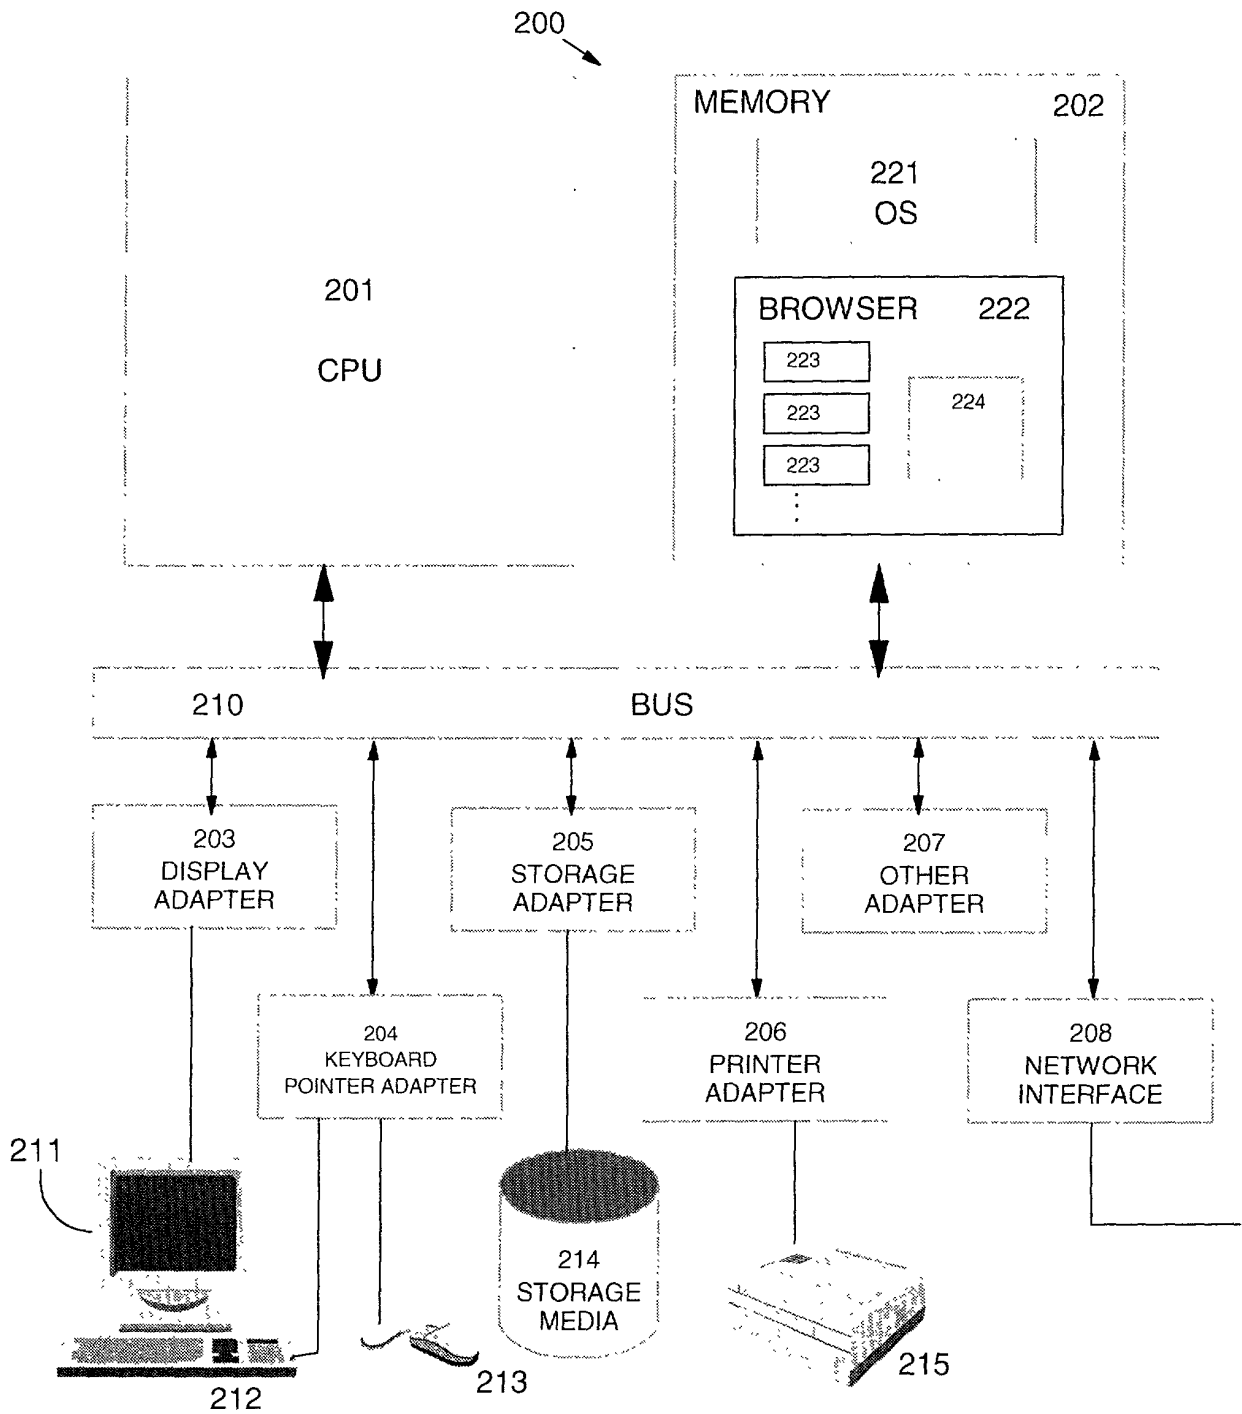 200
MEMORY 202
221
OS
201
CPU
BROWSER 222
223
223
223
224
210 BUS
203
DISPLAY
ADAPTER
205
STORAGE
ADAPTER
207
OTHER
ADAPTER
204
KEYBOARD
POINTER ADAPTER
206
PRINTER
ADAPTER
208
NETWORK
INTERFACE
211
214
STORAGE
MEDIA
212
213
215